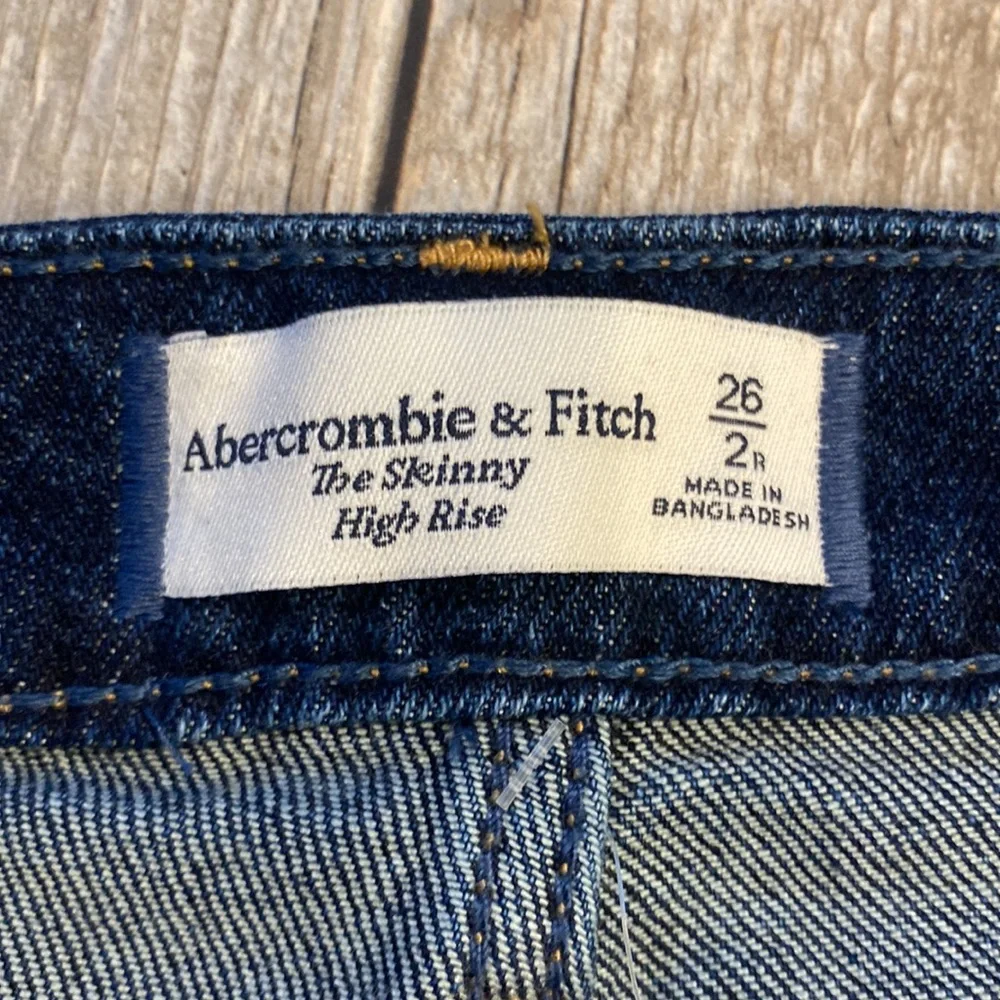 Abercrombie & Fitch
The Skinny
High Rise
26
2R
MADE IN
BANGLADESH